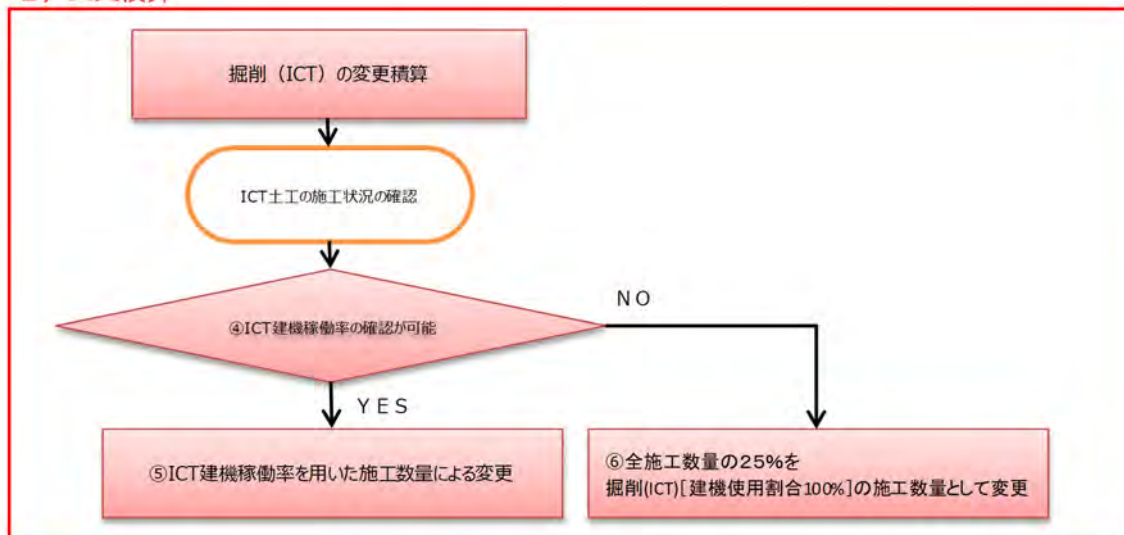 掘削（ICT）の変更積算
ICT土工の施工状況の確認
④ICT建機稼働率の確認が可能
NO
YES
⑤ICT建機稼働率を用いた施工数量による変更
⑥全施工数量の25%を
掘削(ICT)[建機使用割合100%]の施工数量として変更